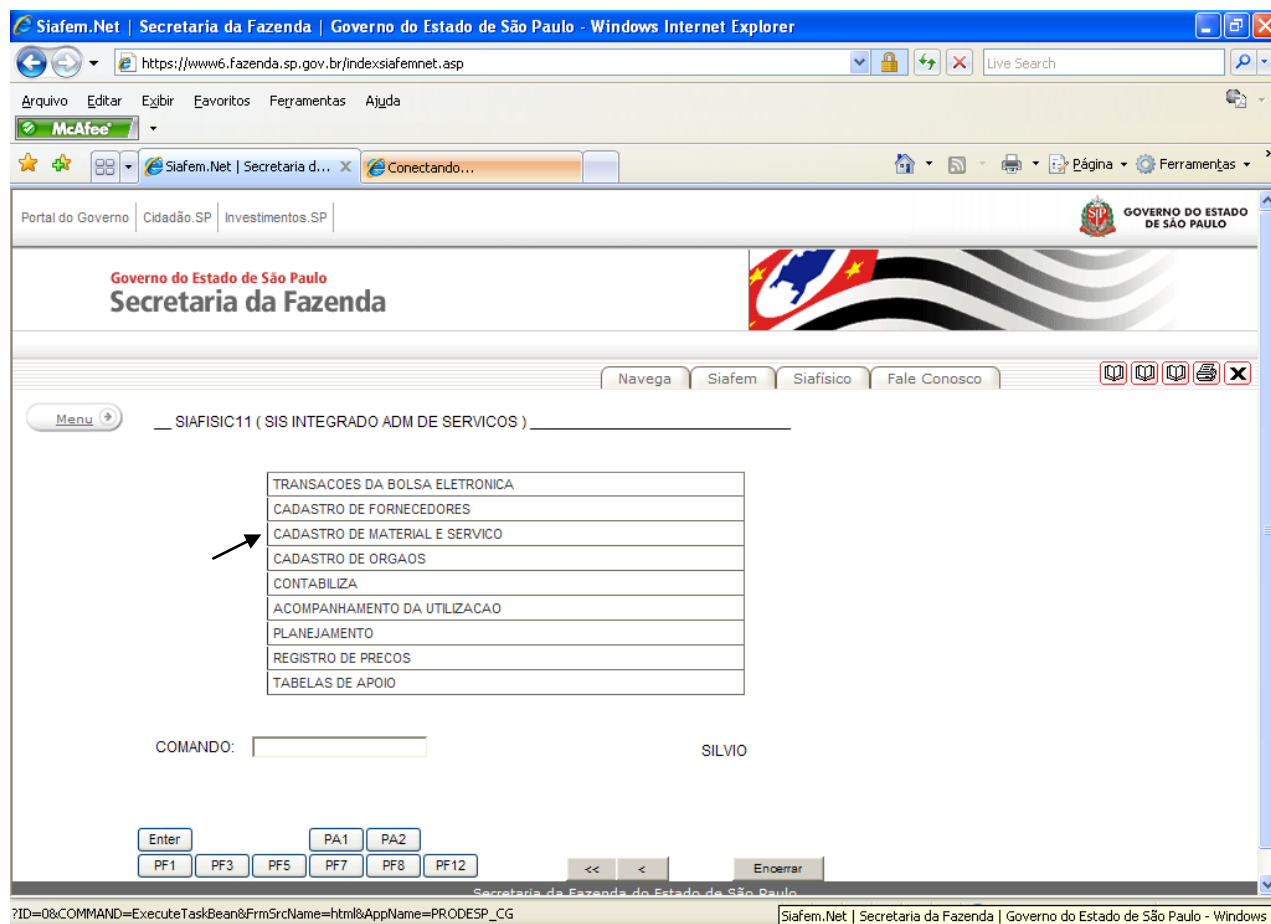 Siafem.Net | Secretaria da Fazenda | Governo do Estado de São Paulo - Windows Internet Explorer
https://www6.fazenda.sp.gov.br/indexsiafemnet.asp
Live Search
Arquivo Editar Exibir Favoritos Ferramentas Ajuda
McAfee
Siafem.Net | Secretaria d... Conectando...
Página Ferramentas
Portal do Governo Cidadão.SP Investimentos.SP
SP
GOVERNO DO ESTADO
DE SÃO PAULO
Governo do Estado de São Paulo
Secretaria da Fazenda
Navega Siafem Siafísico Fale Conosco
Menu
__ SIAFISIC11 ( SIS INTEGRADO ADM DE SERVICOS ) ______________________________
TRANSACOES DA BOLSA ELETRONICA
CADASTRO DE FORNECEDORES
CADASTRO DE MATERIAL E SERVICO
CADASTRO DE ORGAOS
CONTABILIZA
ACOMPANHAMENTO DA UTILIZACAO
PLANEJAMENTO
REGISTRO DE PRECOS
TABELAS DE APOIO
COMANDO:
SILVIO
Enter PA1 PA2
PF1 PF3 PF5 PF7 PF8 PF12 << < Encerrar
Secretaria da Fazenda do Estado de São Paulo
?ID=0&COMMAND=ExecuteTaskBean&FrmSrcName=html&AppName=PRODESP_CG
Siafem.Net | Secretaria da Fazenda | Governo do Estado de São Paulo - Windows